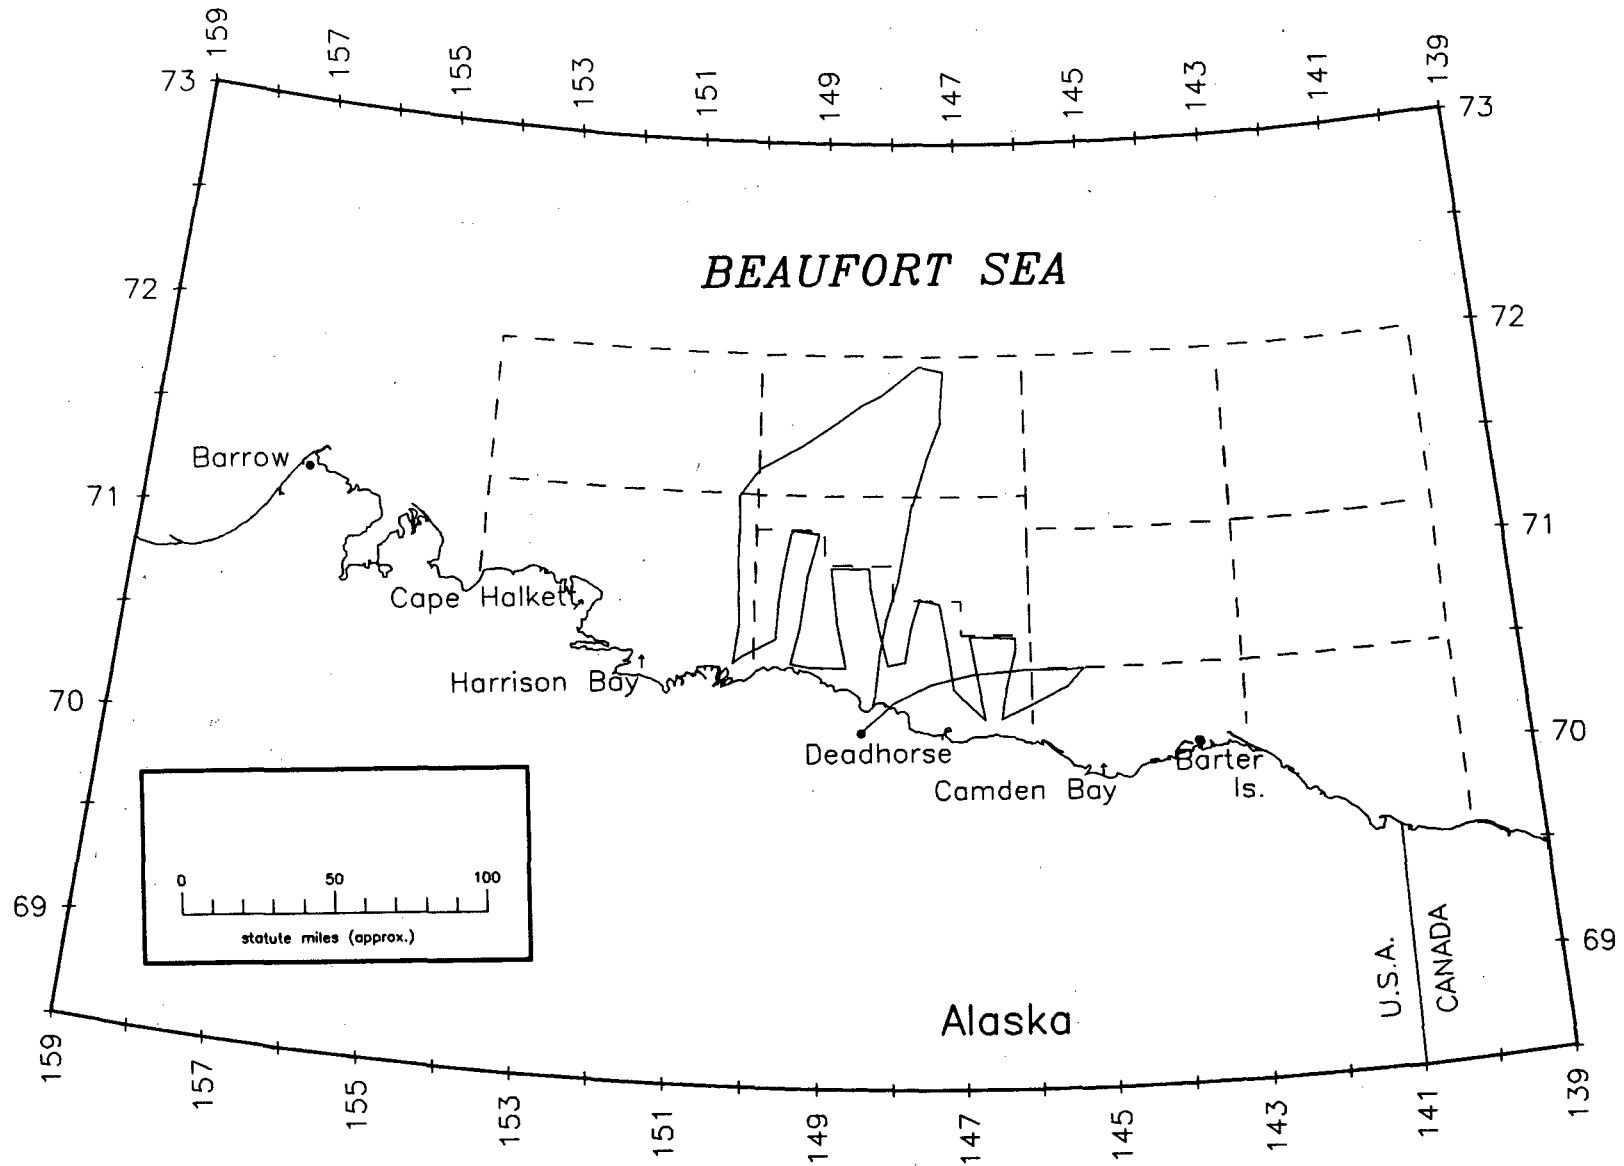 159 157 155 153 151 149 147 145 143 141 139
73 73
BEAUFORT SEA
72 72
Barrow
71 71
Cape Halkett
Harrison Bay
70 70
Deadhorse
Barter
Is.
Camden Bay
0 50 100
statute miles (approx.)
69 69
U.S.A.
CANADA
Alaska
159 157 155 153 151 149 147 145 143 141 139